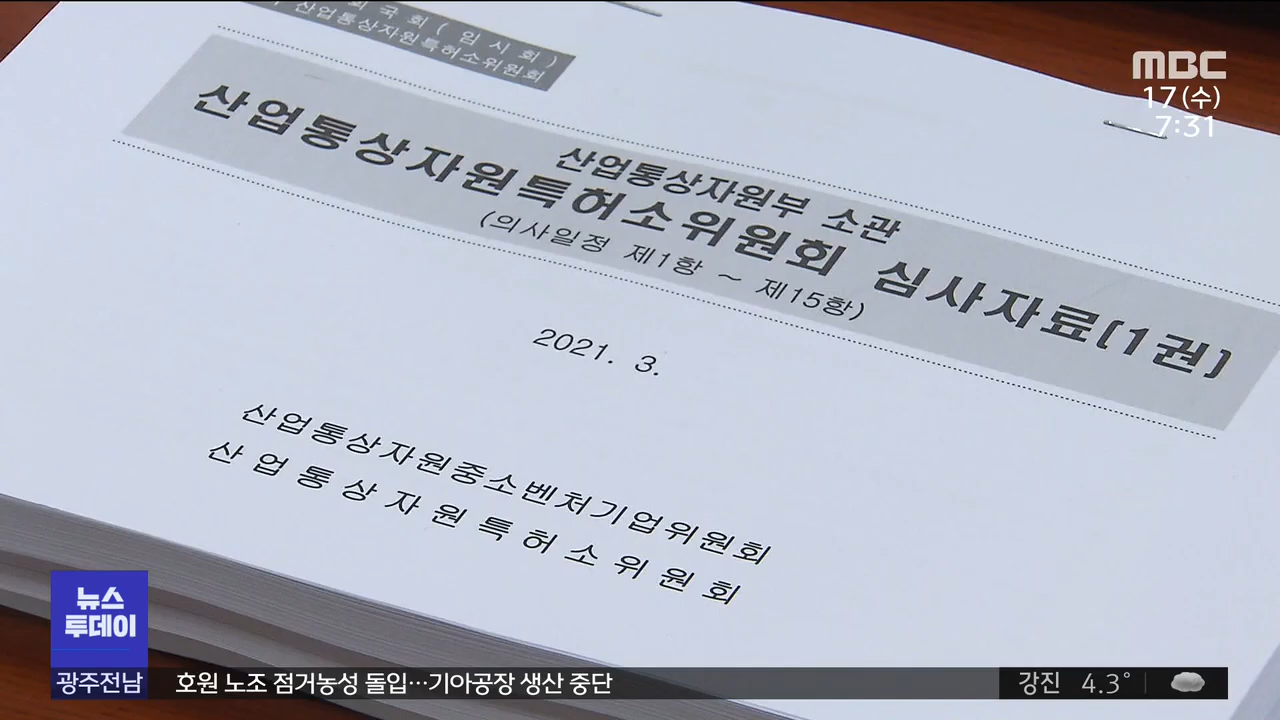 회국회(임시회)
산업통상자원특허소위원회
산업통상자원부 소관
산업통상자원특허소위원회 심사자료(1권)
(의사일정 제1항 ~ 제15항)
2021. 3.
산업통상자원중소벤처기업위원회
산업통상자원특허소위원회
MBC
17(수)
7:31
뉴스
투데이
광주전남 호원 노조 점거농성 돌입…기아공장 생산 중단 강진 4.3°